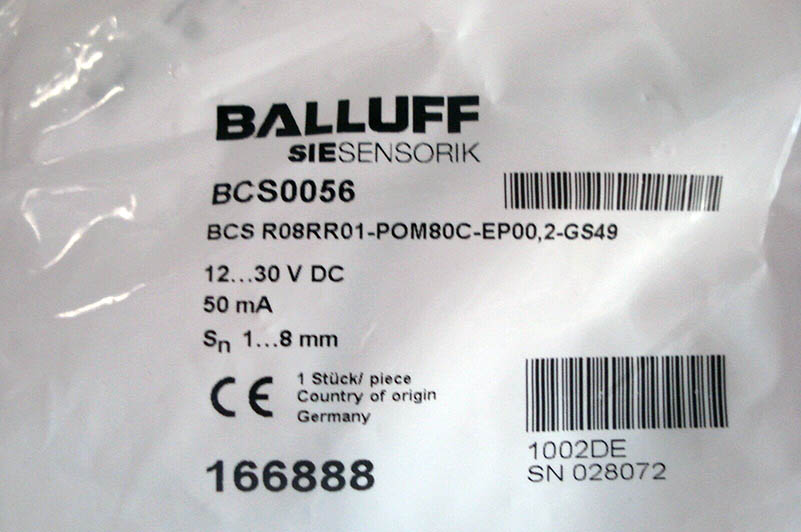 BALLUFF
SIESENSORIK
BCS0056
BCS R08RR01-POM80C-EP00,2-GS49
12...30 V DC
50 mA
Sn 1...8 mm
CE
1 Stück/ piece
Country of origin
Germany
166888
1002DE
SN 028072